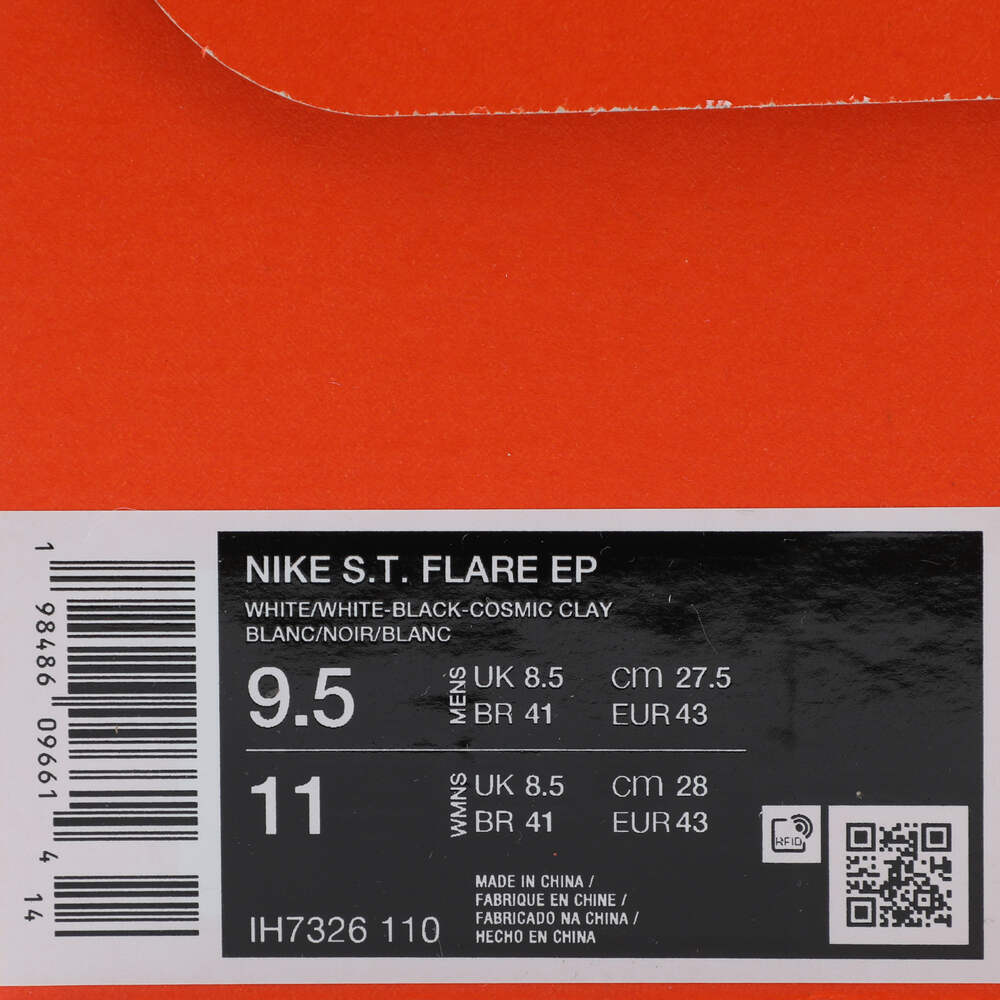 NIKE S.T. FLARE EP
WHITE/WHITE-BLACK-COSMIC CLAY
BLANC/NOIR/BLANC
9.5 MENS UK 8.5 cm 27.5
BR 41 EUR 43
11 WMNS UK 8.5 cm 28
BR 41 EUR 43
RFID
MADE IN CHINA /
FABRIQUE EN CHINE /
FABRICADO NA CHINA /
HECHO EN CHINA
IH7326 110
1 98486 09661 4 14